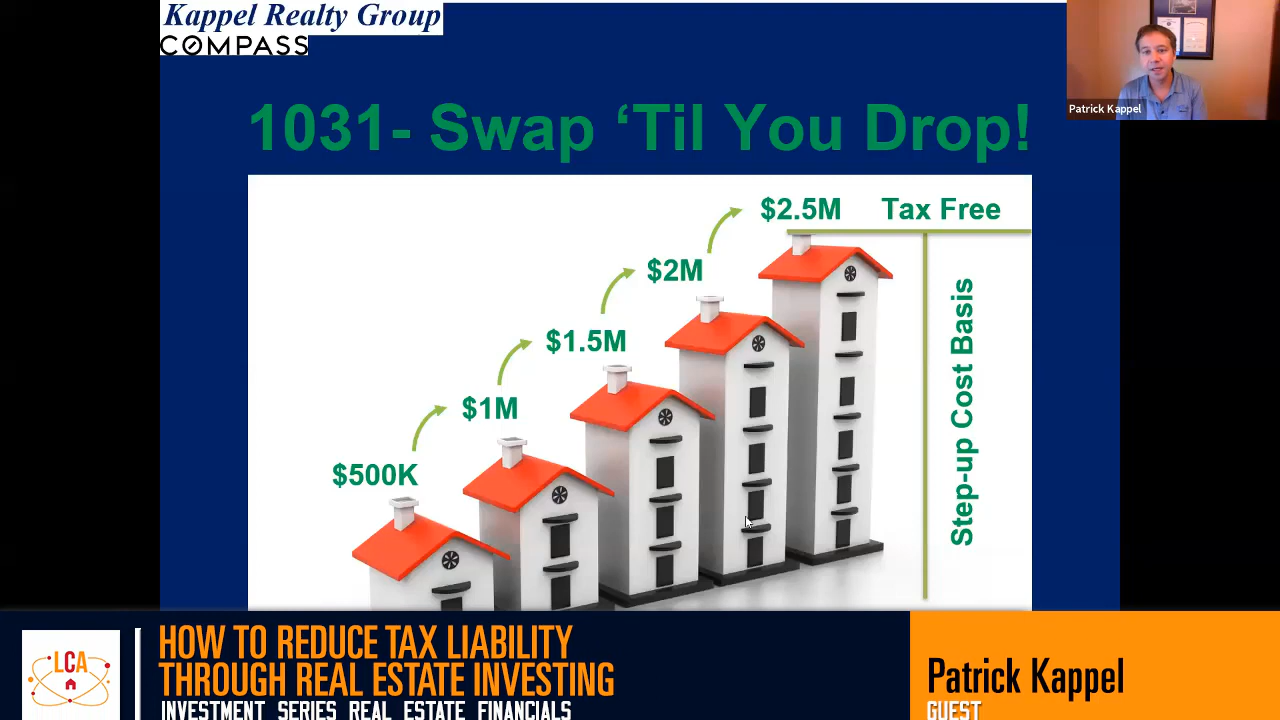 Kappel Realty Group
COMPASS
Patrick Kappel
1031- Swap ‘Til You Drop!
$2.5M Tax Free
$2M
$1.5M
$1M
$500K
Step-up Cost Basis
LCA
HOW TO REDUCE TAX LIABILITY
THROUGH REAL ESTATE INVESTING
INVESTMENT SERIES REAL ESTATE FINANCIALS
Patrick Kappel
GUEST